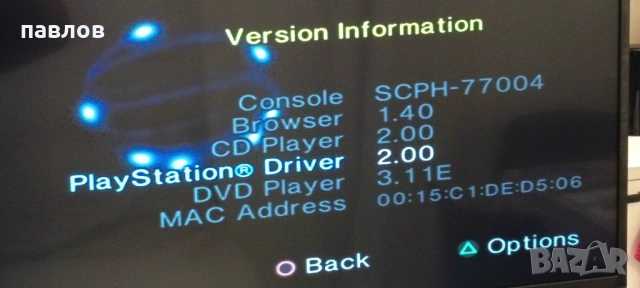 павлов
Version Information
Console SCPH-77004
Browser 1.40
CD Player 2.00
PlayStation® Driver 2.00
DVD Player 3.11E
MAC Address 00:15:C1:DE:D5:06
Back
Options
BAZAR